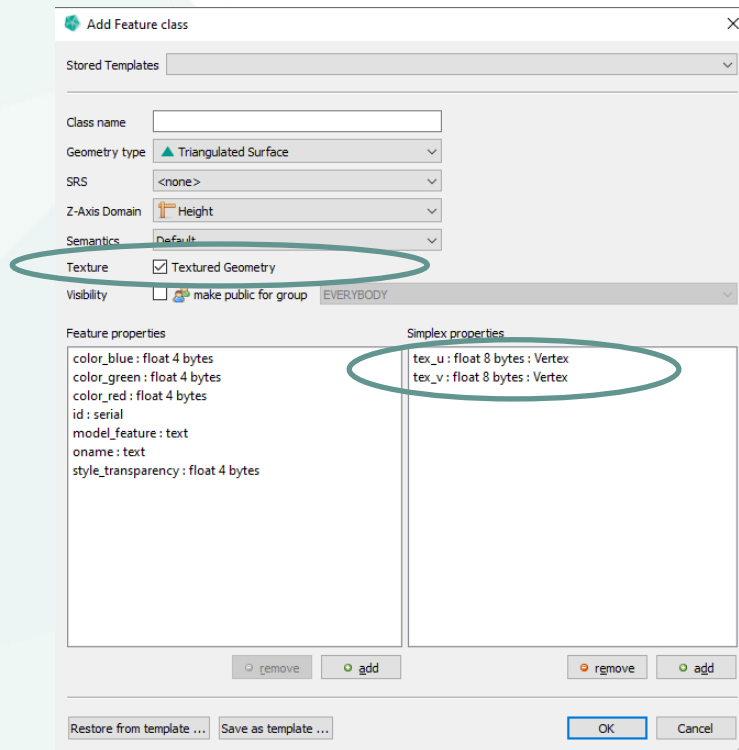 Add Feature class
Stored Templates
Class name
Geometry type Triangulated Surface
SRS <none>
Z-Axis Domain Height
Semantics Default
Texture Textured Geometry
Visibility make public for group EVERYBODY
Feature properties Simplex properties
color_blue : float 4 bytes tex_u : float 8 bytes : Vertex
color_green : float 4 bytes tex_v : float 8 bytes : Vertex
color_red : float 4 bytes
id : serial
model_feature : text
oname : text
style_transparency : float 4 bytes
remove add remove add
Restore from template ... Save as template ... OK Cancel